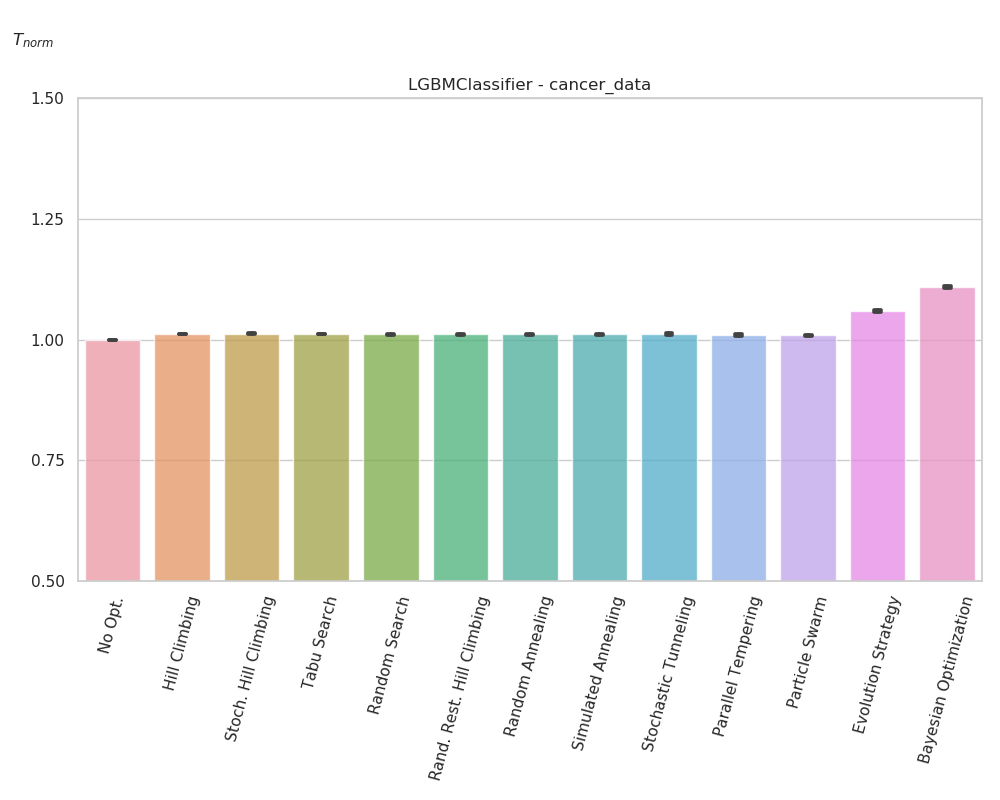 T_norm
LGBMClassifier - cancer_data
1.50
1.25
1.00
0.75
0.50
No Opt.
Hill Climbing
Stoch. Hill Climbing
Tabu Search
Random Search
Rand. Rest. Hill Climbing
Random Annealing
Simulated Annealing
Stochastic Tunneling
Parallel Tempering
Particle Swarm
Evolution Strategy
Bayesian Optimization